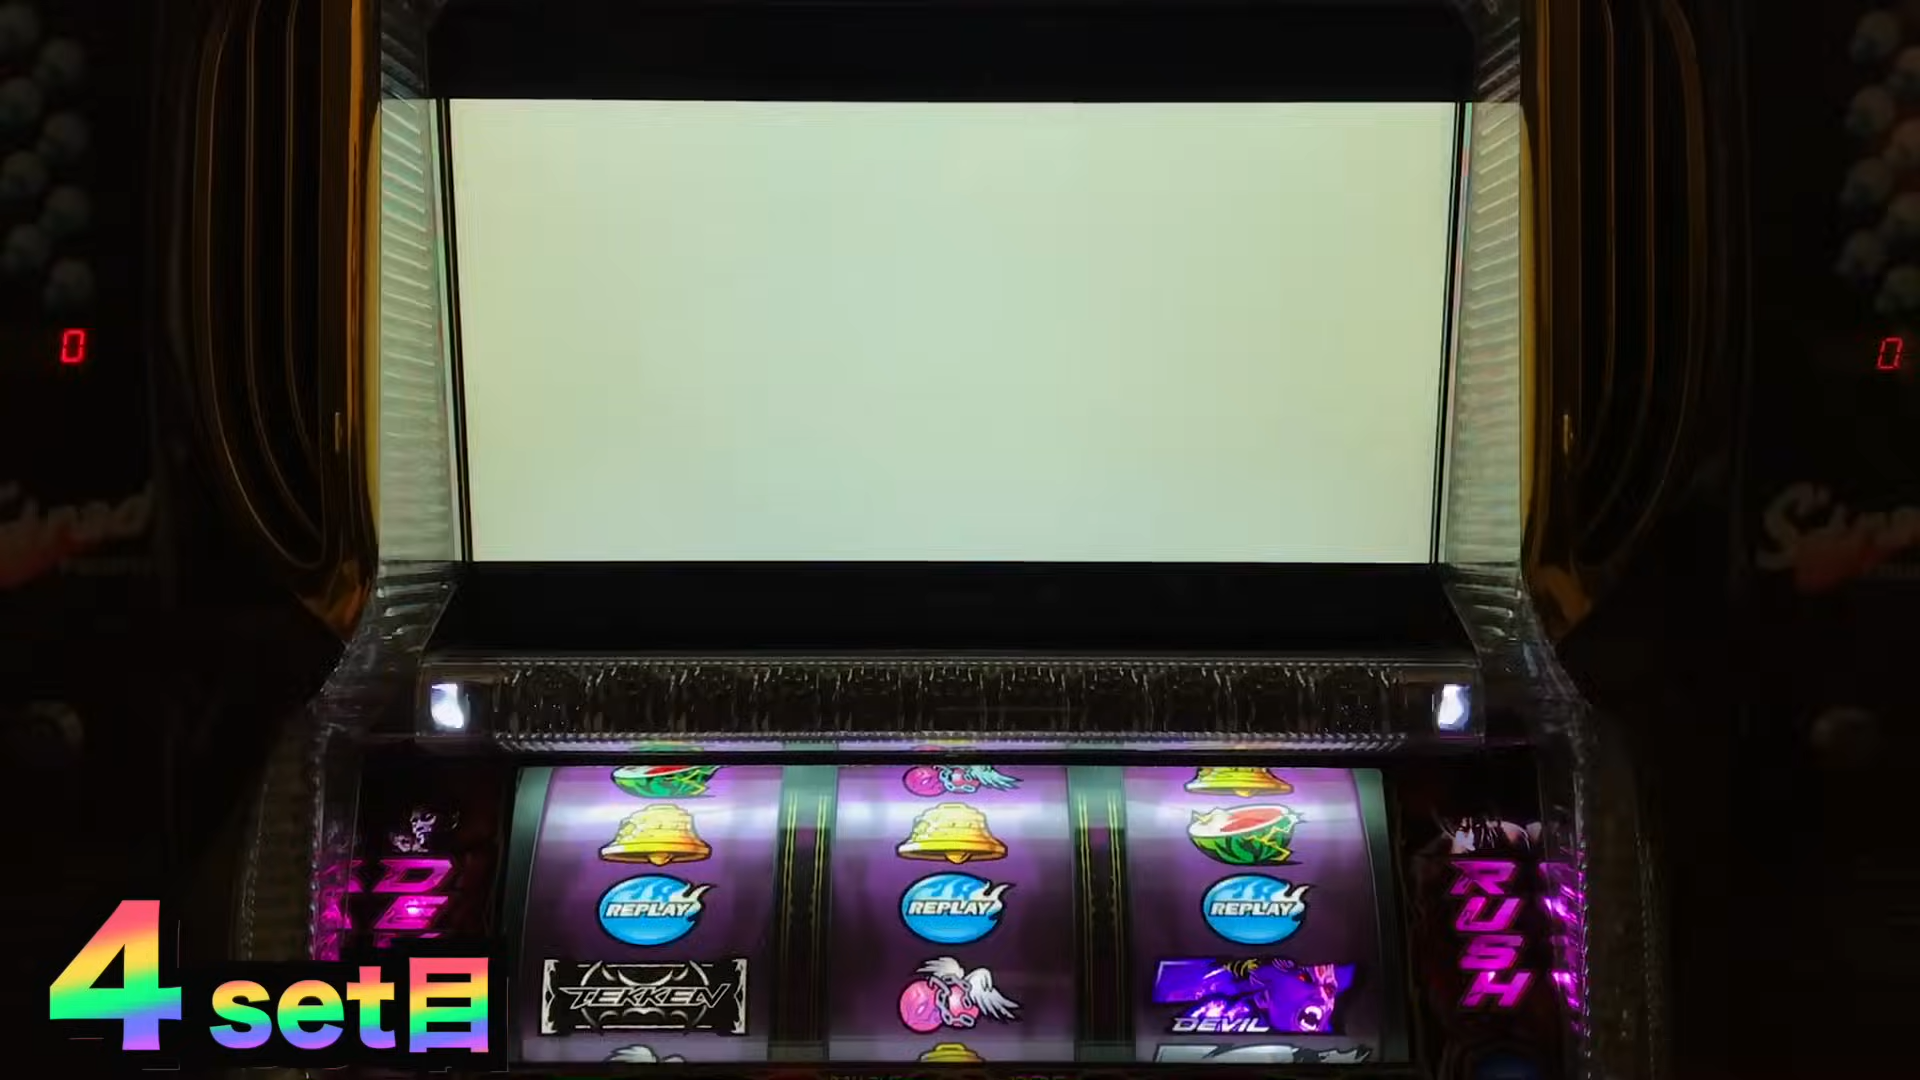 0
0
REPLAY
REPLAY
REPLAY
TEKKEN
DEVIL
RUSH
4set目